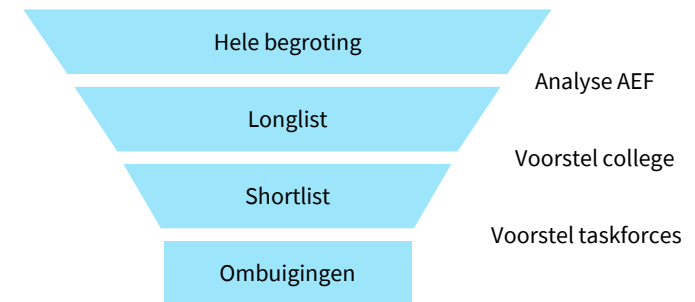 Hele begroting
Analyse AEF
Longlist
Voorstel college
Shortlist
Voorstel taskforces
Ombuigingen